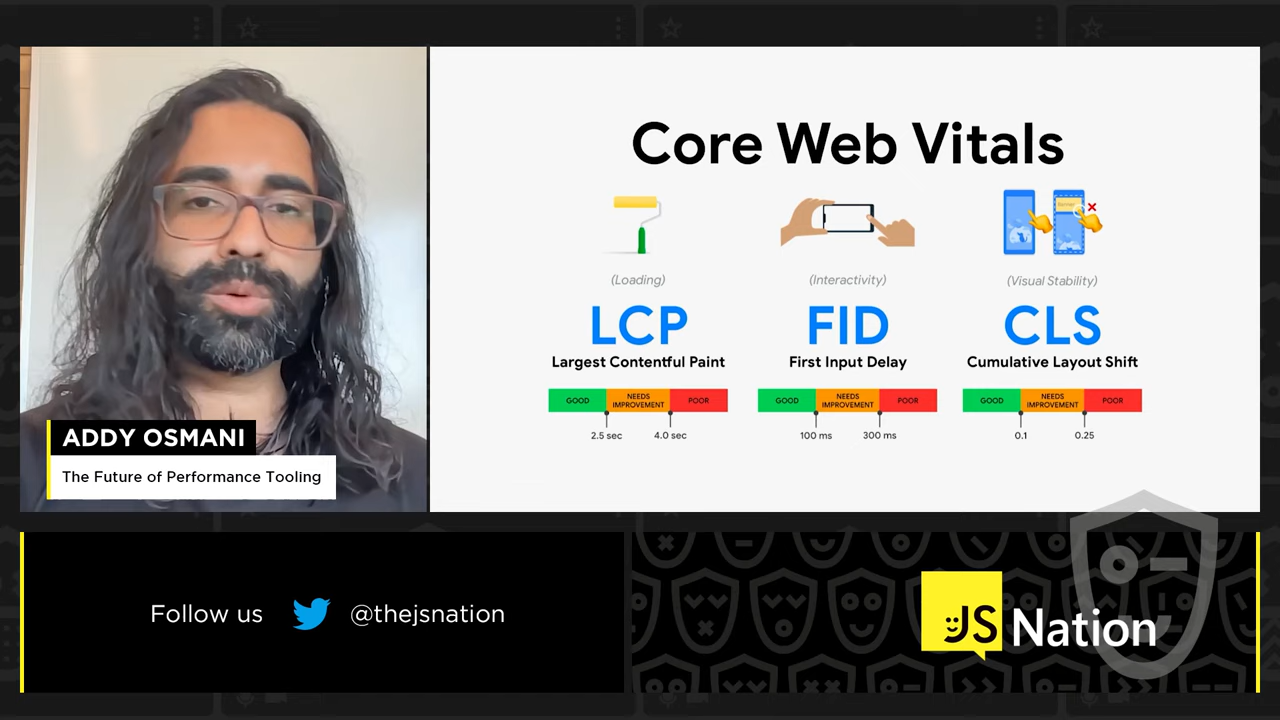 Core Web Vitals
(Loading)
LCP
Largest Contentful Paint
GOOD
NEEDS
IMPROVEMENT
POOR
2.5 sec
4.0 sec
(Interactivity)
FID
First Input Delay
GOOD
NEEDS
IMPROVEMENT
POOR
100 ms
300 ms
(Visual Stability)
CLS
Cumulative Layout Shift
GOOD
NEEDS
IMPROVEMENT
POOR
0.1
0.25
ADDY OSMANI
The Future of Performance Tooling
Follow us
@thejsnation
JS Nation